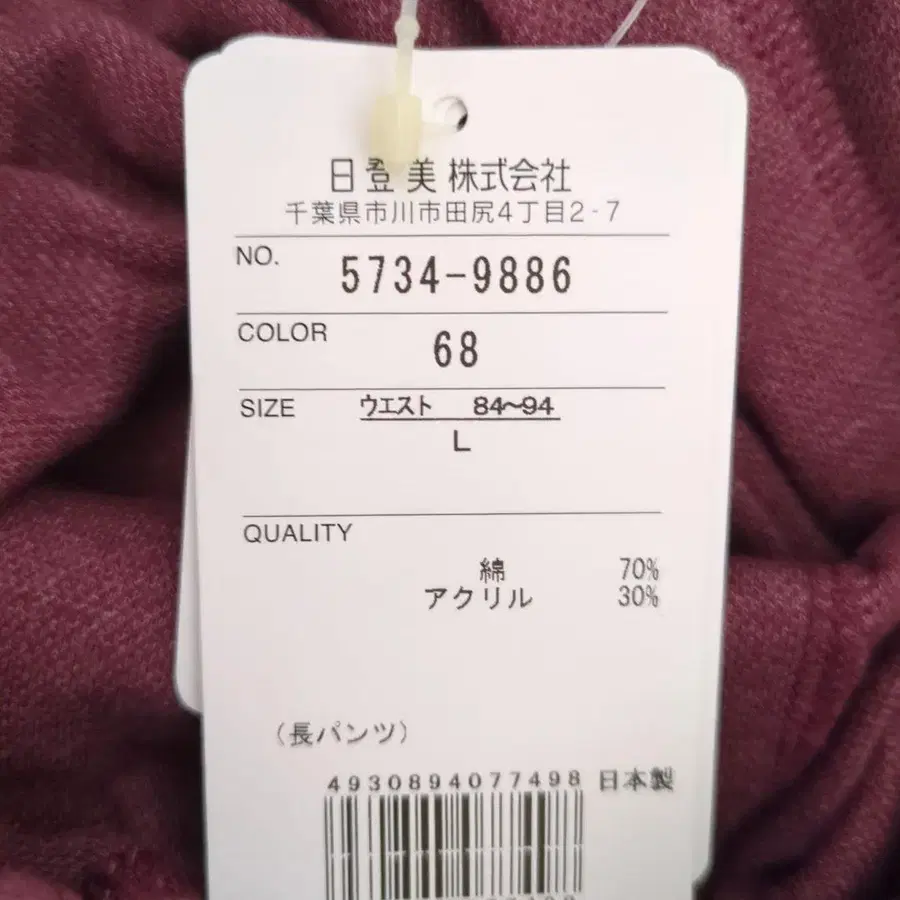 日登美株式会社
千葉県市川市田尻4丁目2-7
NO. 5734-9886
COLOR 68
SIZE ウエスト 84~94
L
QUALITY
綿 70%
アクリル 30%
(長パンツ)
4930894077498 日本製